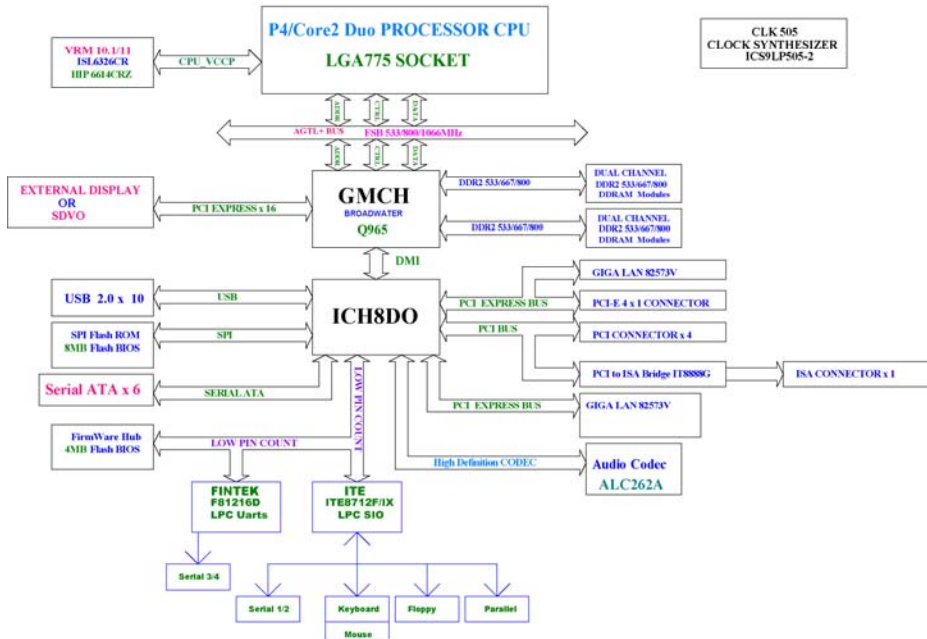 P4/Core2 Duo PROCESSOR CPU
LGA775 SOCKET
VRM 10.1/11
ISL6326CR
HIP 6614CRZ
CPU_VCCP
CLK 505
CLOCK SYNTHESIZER
ICS9LP505-2
ADDR
CTRL
DATA
AGTL+ BUS
FSB 533/800/1066MHz
ADDR
CTRL
DATA
EXTERNAL DISPLAY
OR
SDVO
PCI EXPRESS x 16
GMCH
BROADWATER
Q965
DDR2 533/667/800
DUAL CHANNEL
DDR2 533/667/800
DDRAM Modules
DDR2 533/667/800
DUAL CHANNEL
DDR2 533/667/800
DDRAM Modules
DMI
USB 2.0 x 10
USB
ICH8DO
PCI EXPRESS BUS
GIGA LAN 82573V
PCI-E 4 x 1 CONNECTOR
SPI Flash ROM
8MB Flash BIOS
SPI
PCI BUS
PCI CONNECTOR x 4
PCI to ISA Bridge IT8888G
ISA CONNECTOR x 1
Serial ATA x 6
SERIAL ATA
LOW PIN COUNT
PCI EXPRESS BUS
GIGA LAN 82573V
FirmWare Hub
4MB Flash BIOS
LOW PIN COUNT
High Definition CODEC
Audio Codec
ALC262A
FINTEK
F81216D
LPC Uarts
ITE
ITE8712F/IX
LPC SIO
Serial 3/4
Serial 1/2
Keyboard
Mouse
Floppy
Parallel